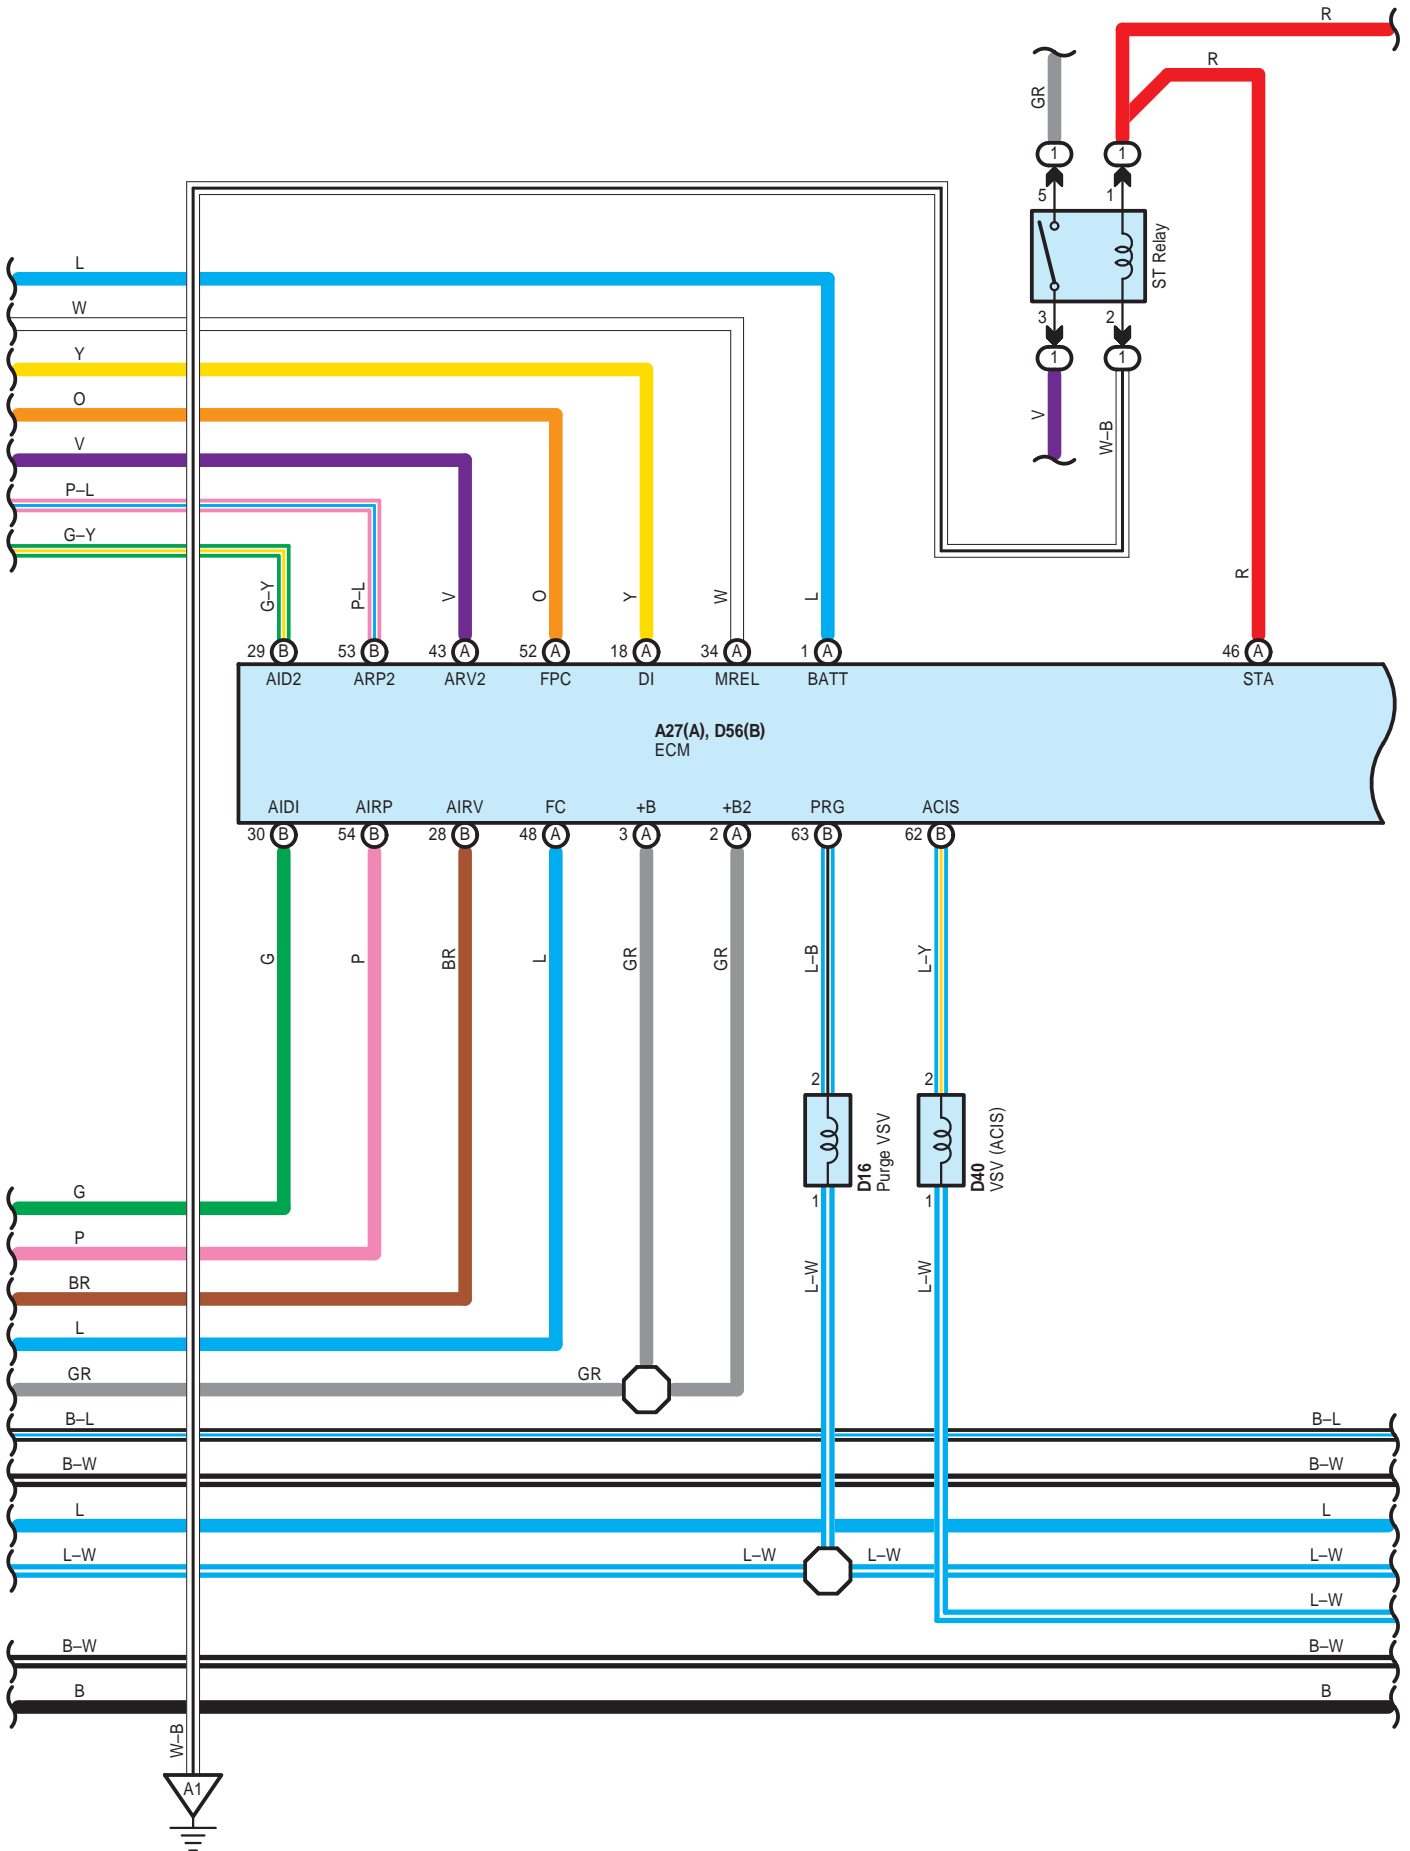 R
R
GR
1
1
5
1
ST Relay
3
2
1
1
V
W–B
R
L
W
Y
O
V
P–L
G–Y
G–Y
P–L
V
O
Y
W
L
29 B
53 B
43 A
52 A
18 A
34 A
1 A
46 A
AID2
ARP2
ARV2
FPC
DI
MREL
BATT
STA
A27(A), D56(B)
ECM
AIDI
AIRP
AIRV
FC
+B
+B2
PRG
ACIS
30 B
54 B
28 B
48 A
3 A
2 A
63 B
62 B
G
P
BR
L
GR
GR
L–B
L–Y
2
2
D16
Purge VSV
D40
VSV (ACIS)
1
1
L–W
L–W
G
P
BR
L
GR
GR
B–L
B–L
B–W
B–W
L
L
L–W
L–W
L–W
L–W
L–W
B–W
B–W
B
B
W–B
A1